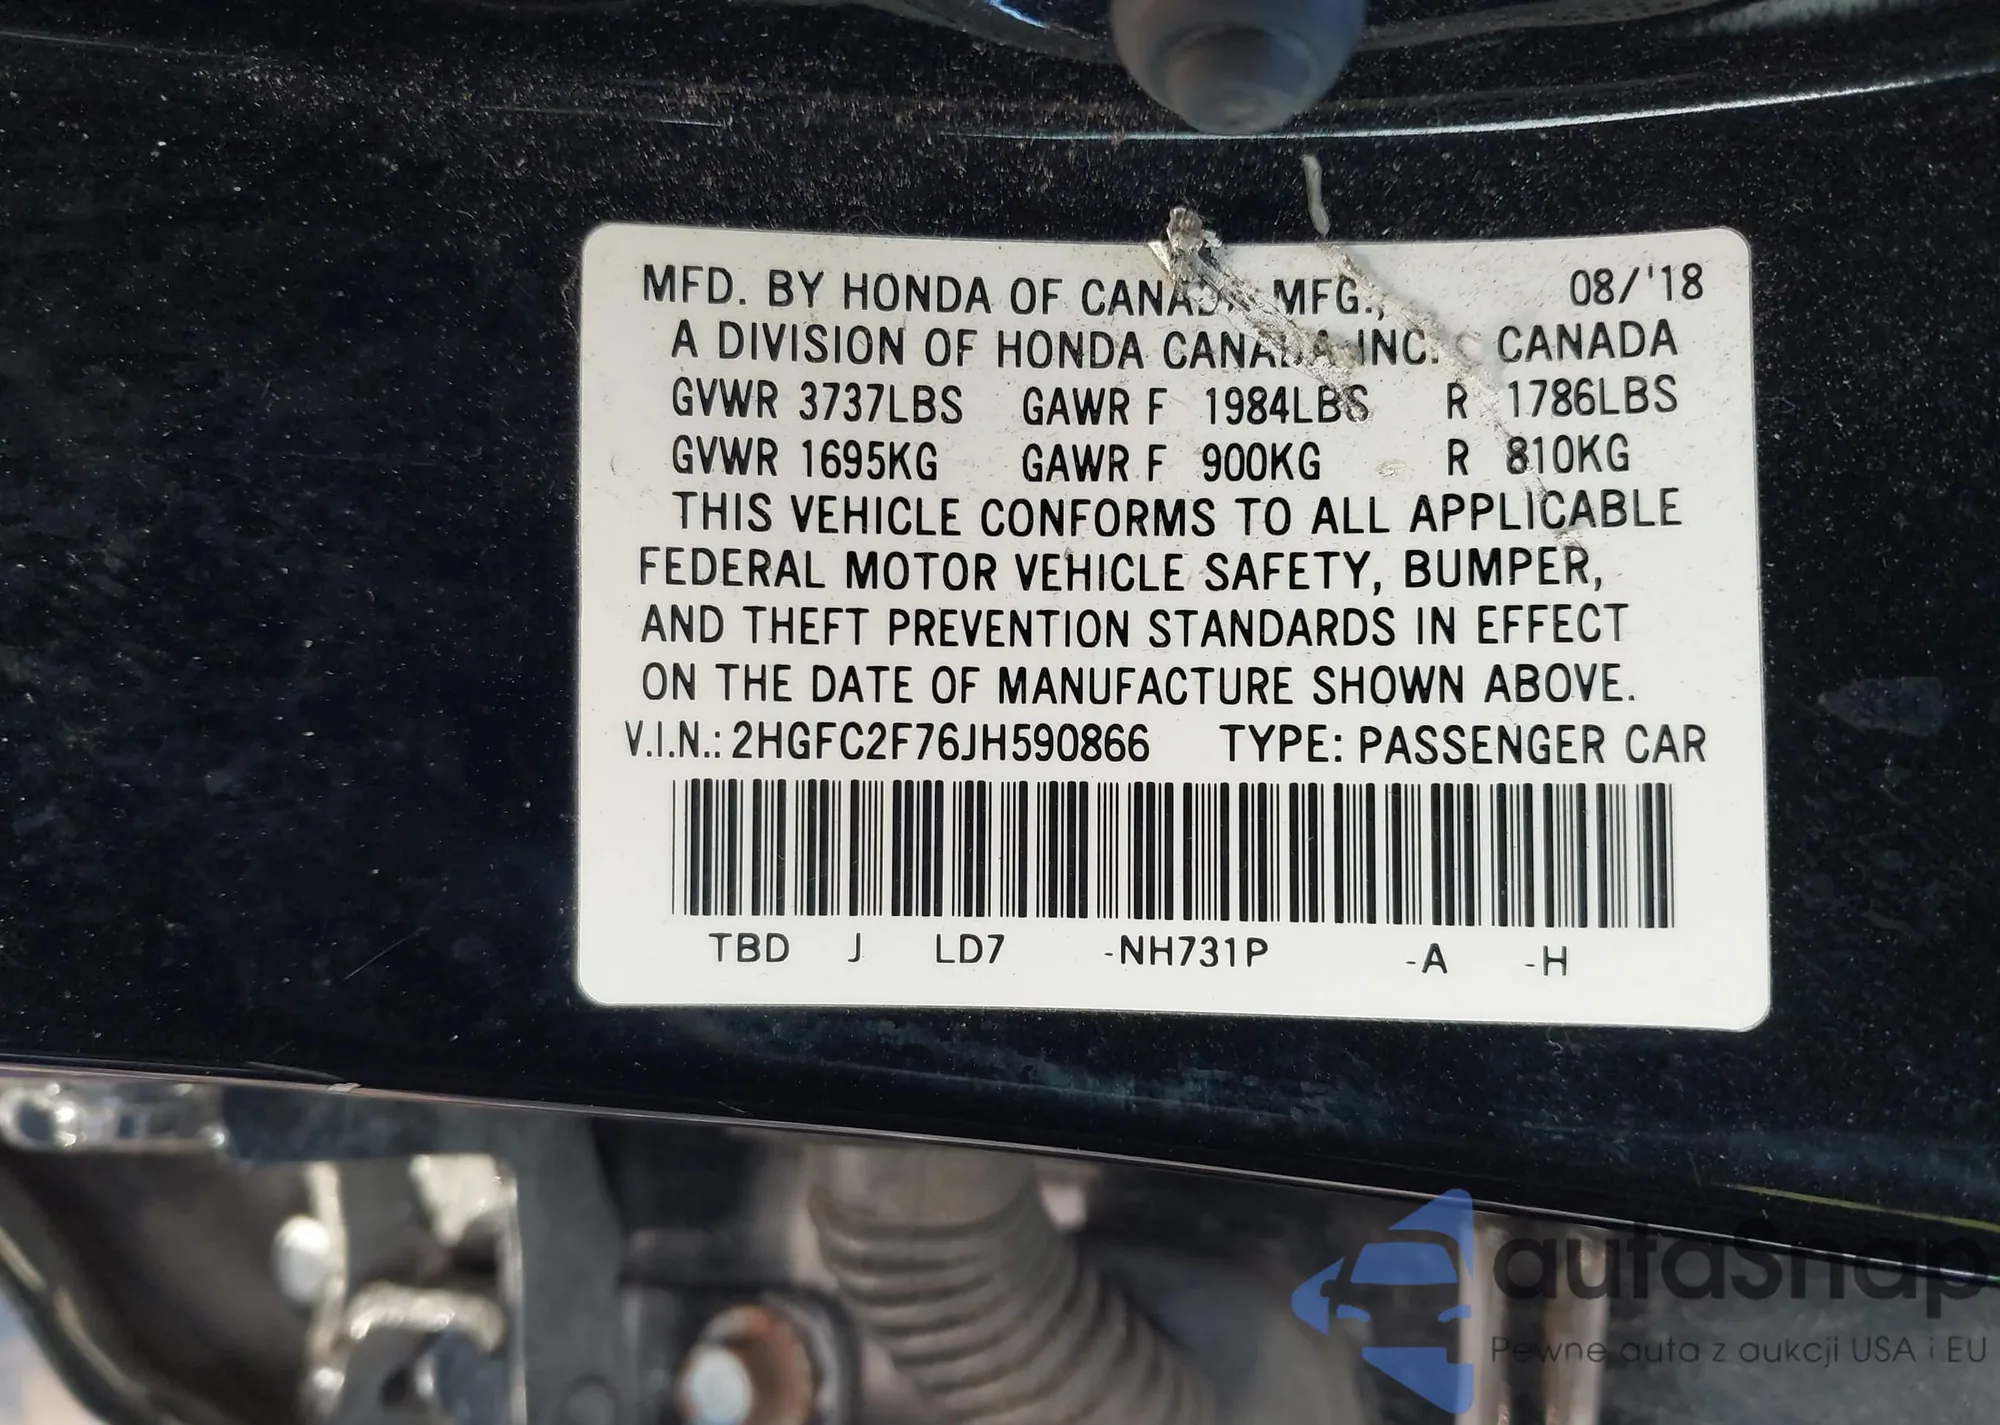 MFD. BY HONDA OF CANADA MFG., 08/'18
A DIVISION OF HONDA CANADA INC. CANADA
GVWR 3737LBS GAWR F 1984LBS R 1786LBS
GVWR 1695KG GAWR F 900KG R 810KG
THIS VEHICLE CONFORMS TO ALL APPLICABLE
FEDERAL MOTOR VEHICLE SAFETY, BUMPER,
AND THEFT PREVENTION STANDARDS IN EFFECT
ON THE DATE OF MANUFACTURE SHOWN ABOVE.
V.I.N.: 2HGFC2F76JH590866 TYPE: PASSENGER CAR
TBD J LD7 -NH731P -A -H
autaSnap
Pewne auta z aukcji USA i EU